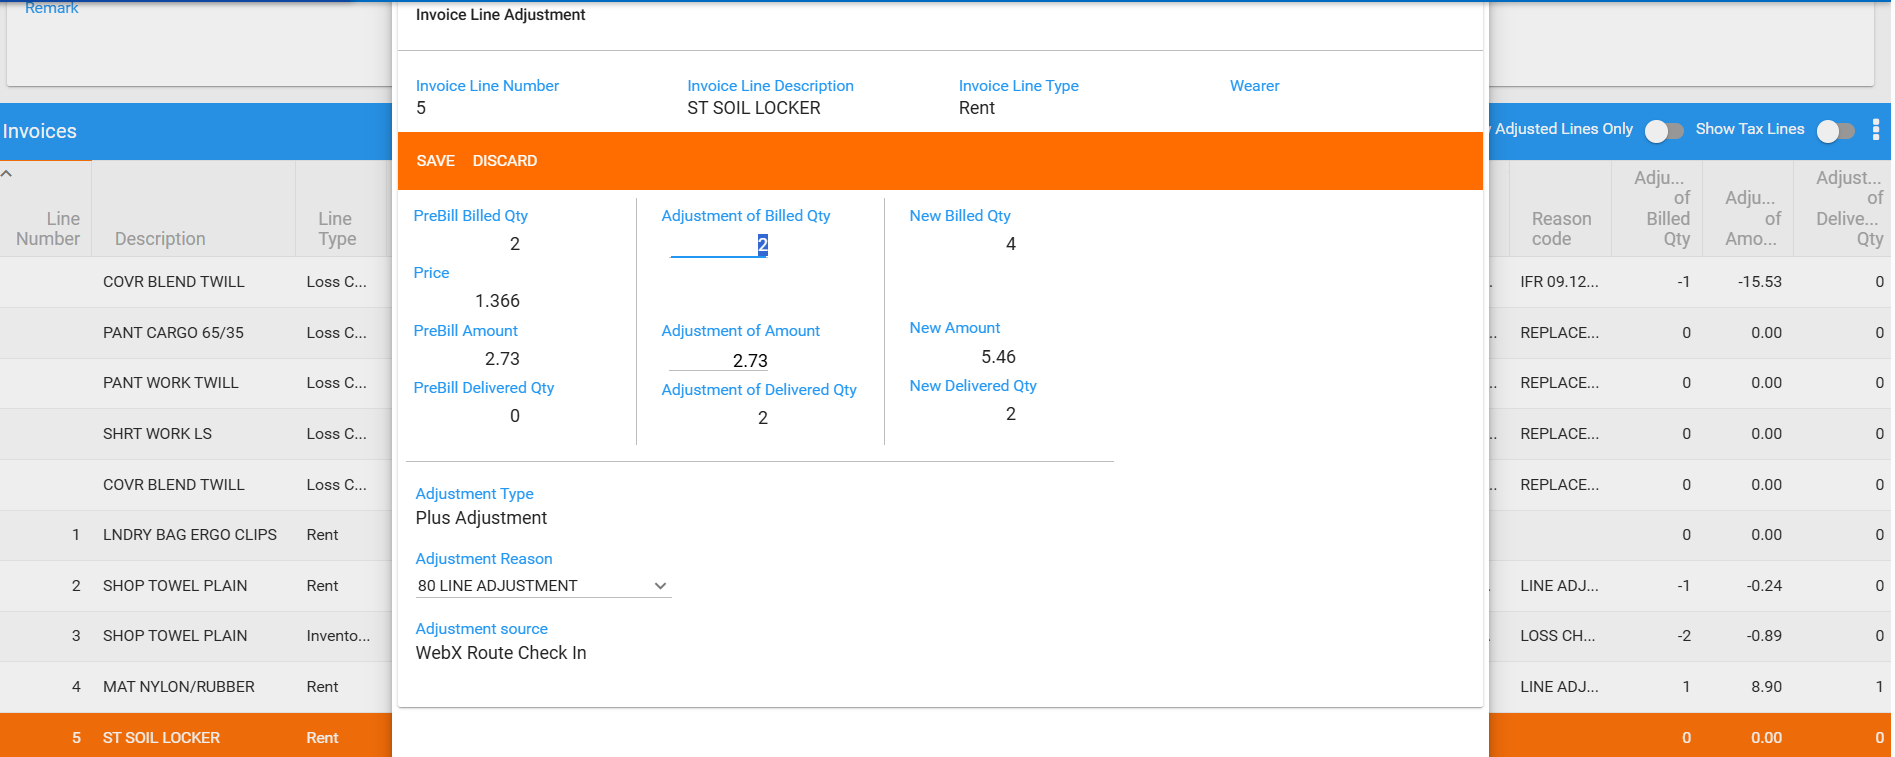 Remark
Invoice Line Adjustment
Invoice Line Number
5
Invoice Line Description
ST SOIL LOCKER
Invoice Line Type
Rent
Wearer
SAVE DISCARD
PreBill Billed Qty
2
Price
1.366
PreBill Amount
2.73
PreBill Delivered Qty
0
Adjustment of Billed Qty
2
Adjustment of Amount
2.73
Adjustment of Delivered Qty
2
New Billed Qty
4
New Amount
5.46
New Delivered Qty
2
Adjustment Type
Plus Adjustment
Adjustment Reason
80 LINE ADJUSTMENT
Adjustment source
WebX Route Check In
Invoices
Adjusted Lines Only Show Tax Lines
Line
Number
Description
Line
Type
Reason
code
Adju...
of
Billed
Qty
Adju...
of
Amo...
Adjust...
of
Delive...
Qty
COVR BLEND TWILL Loss C... IFR 09.12... -1 -15.53 0
PANT CARGO 65/35 Loss C... REPLACE... 0 0.00 0
PANT WORK TWILL Loss C... REPLACE... 0 0.00 0
SHRT WORK LS Loss C... REPLACE... 0 0.00 0
COVR BLEND TWILL Loss C... REPLACE... 0 0.00 0
1 LNDRY BAG ERGO CLIPS Rent 0 0.00 0
2 SHOP TOWEL PLAIN Rent LINE ADJ... -1 -0.24 0
3 SHOP TOWEL PLAIN Invento... LOSS CH... -2 -0.89 0
4 MAT NYLON/RUBBER Rent LINE ADJ... 1 8.90 1
5 ST SOIL LOCKER Rent 0 0.00 0